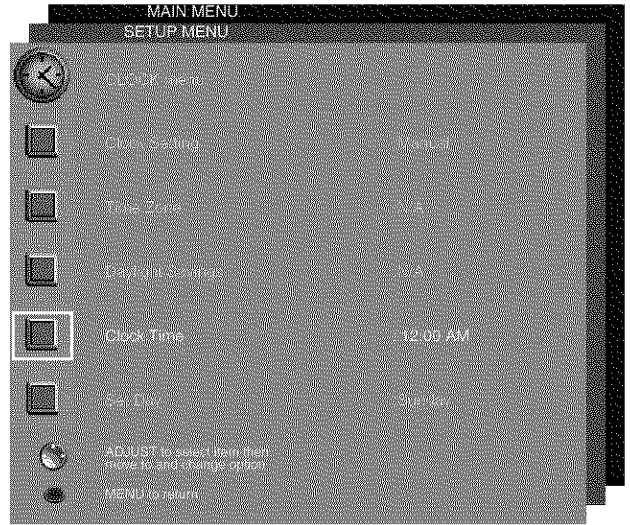 MAIN MENU
SETUP MENU
CLOCK menu
Clock Setting Manual
Time Zone N/A
Daylight Savings N/A
Clock Time 12:00 AM
Set Day Sunday
ADJUST to select item then
move to and change option
MENU to return